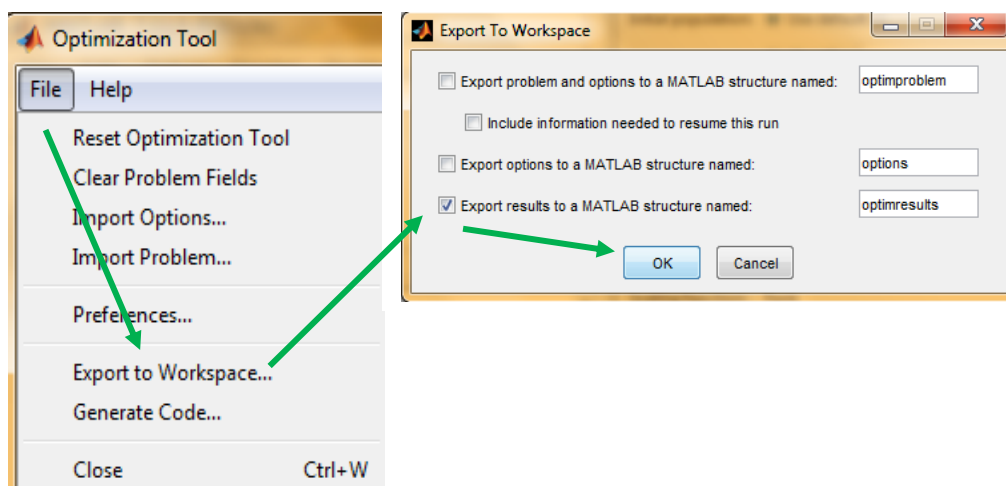 Optimization Tool
File Help
Reset Optimization Tool
Clear Problem Fields
Import Options...
Import Problem...
Preferences...
Export to Workspace...
Generate Code...
Close Ctrl+W
Export To Workspace
Export problem and options to a MATLAB structure named: optimproblem
Include information needed to resume this run
Export options to a MATLAB structure named: options
Export results to a MATLAB structure named: optimresults
OK Cancel